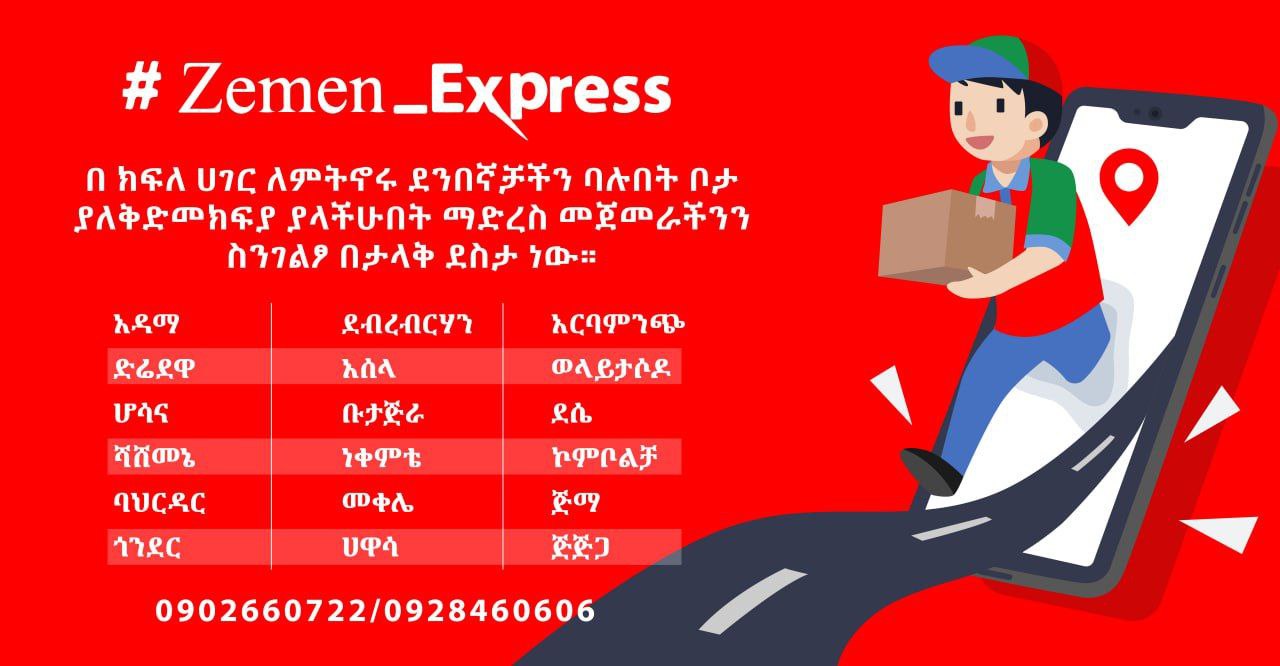 # Zemen_Express
በ ክፍለ ሀገር ለምትኖሩ ደንበኛቻችን ባሉበት ቦታ
ያለቅድመክፍያ ያላችሁበት ማድረስ መጀመራችንን
ስንገልፆ በታላቅ ደስታ ነው።
አዳማ ደብረብርሃን አርባምንጭ
ድሬደዋ አሰላ ወላይታሶዶ
ሆሳና ቡታጅራ ደሴ
ሻሸመኔ ነቀምቴ ኮምቦልቻ
ባህርዳር መቀሌ ጅማ
ጎንደር ሀዋሳ ጅጅጋ
0902660722/0928460606